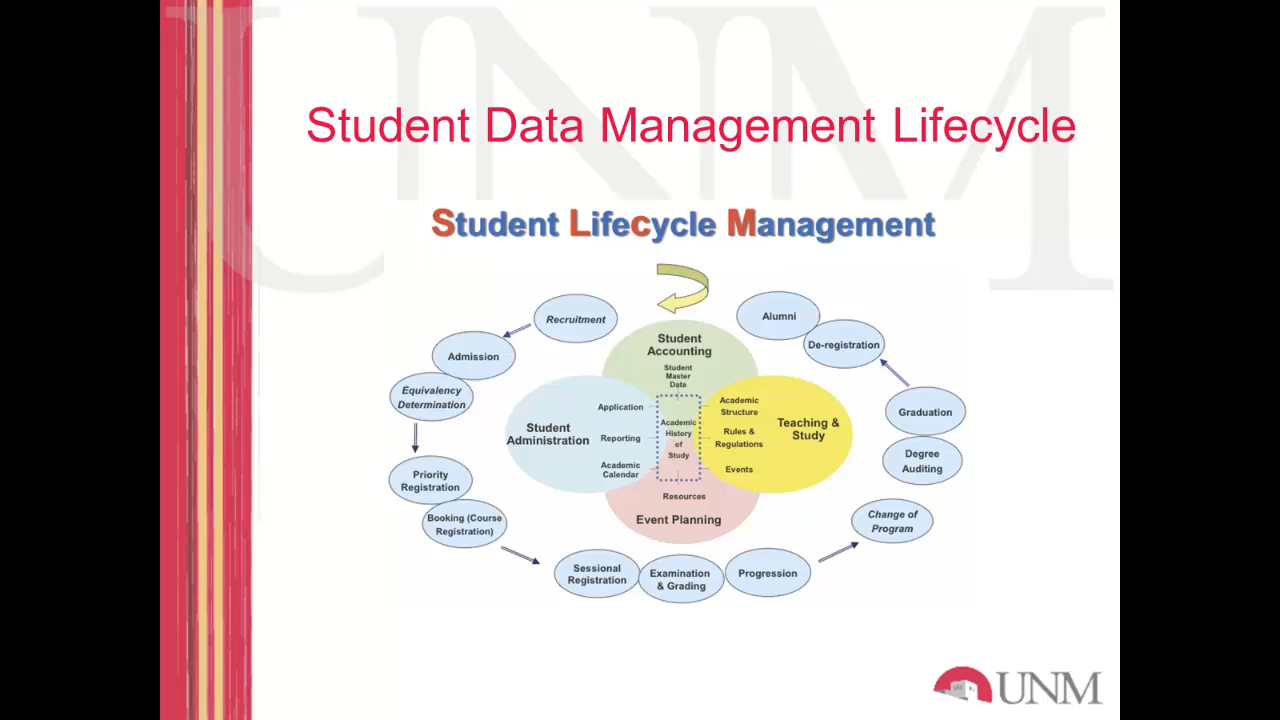 Student Data Management Lifecycle
Student Lifecycle Management
Recruitment
Admission
Equivalency
Determination
Priority
Registration
Booking (Course
Registration)
Sessional
Registration
Examination
& Grading
Progression
Change of
Program
Degree
Auditing
Graduation
De-registration
Alumni
Student
Accounting
Student
Master
Data
Student
Administration
Application
Reporting
Academic
Calendar
Academic
History
of
Study
Academic
Structure
Rules &
Regulations
Events
Teaching &
Study
Resources
Event Planning
UNM
UNM